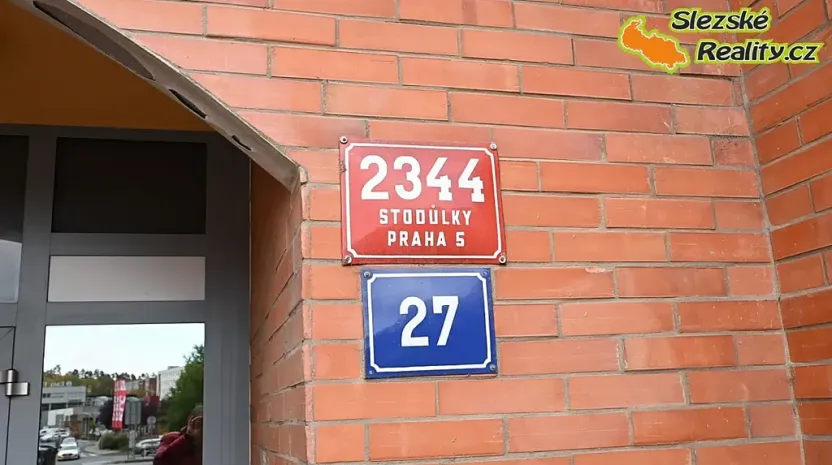 Slezské
Reality.cz
2344
STODŮLKY
PRAHA 5
27